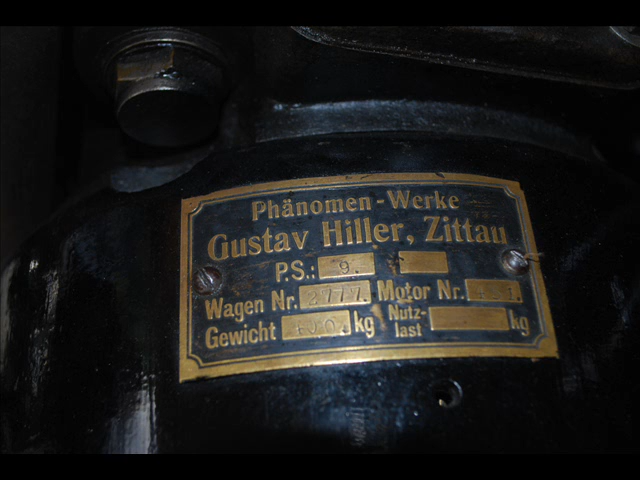 Phänomen-Werke
Gustav Hiller, Zittau
P.S.: 9.
Wagen Nr. 2777. Motor Nr.
Gewicht kg Nutz-last kg